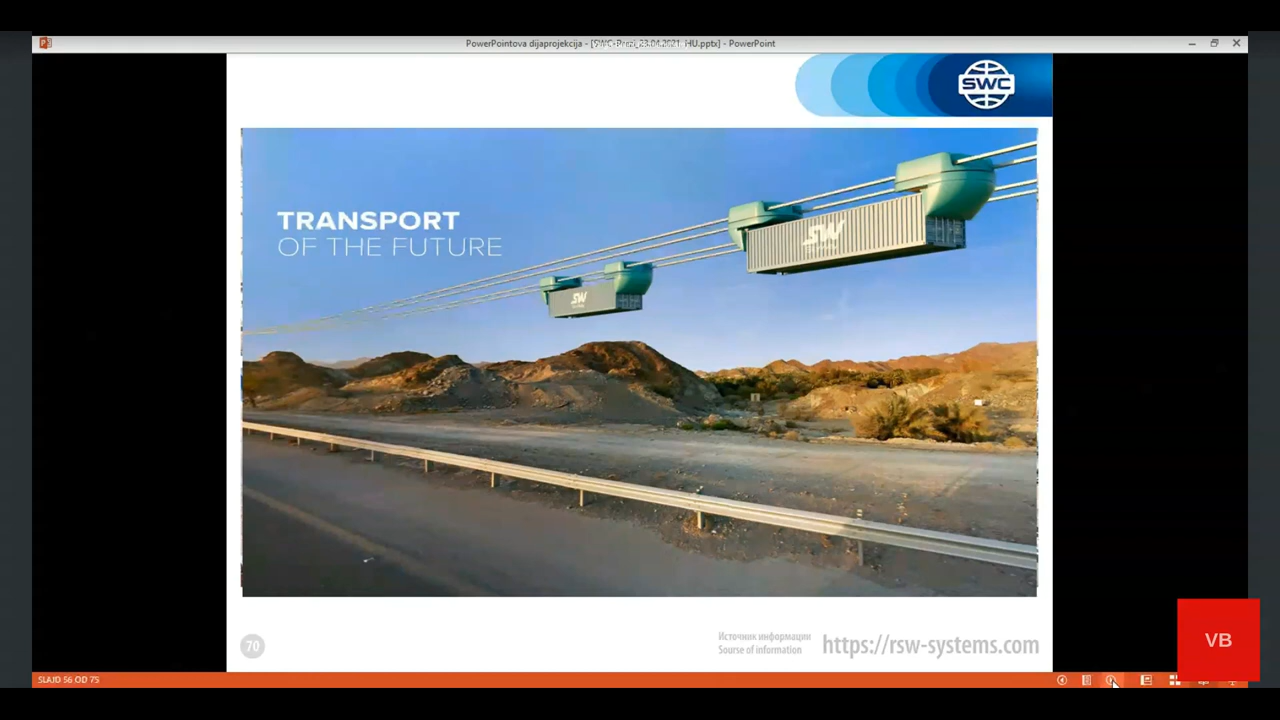 PowerPointova dijaprojekcija - [SWC-Prezi_23.04.2021. HU.pptx] - PowerPoint
SWC
TRANSPORT
OF THE FUTURE
SW
SW
70
Источник информации
Sourse of information
https://rsw-systems.com
VB
SLAJD 56 OD 75